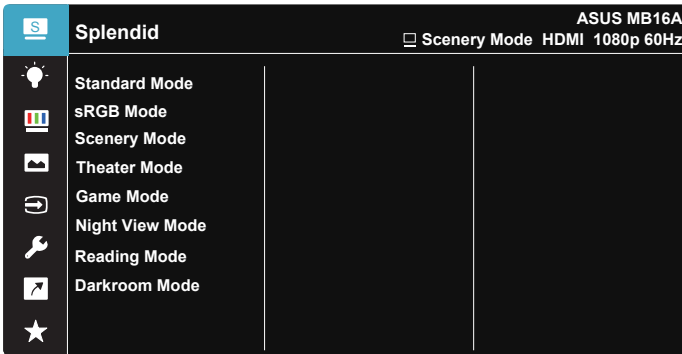 S
Splendid
ASUS MB16A
Scenery Mode HDMI 1080p 60Hz
Standard Mode
sRGB Mode
Scenery Mode
Theater Mode
Game Mode
Night View Mode
Reading Mode
Darkroom Mode